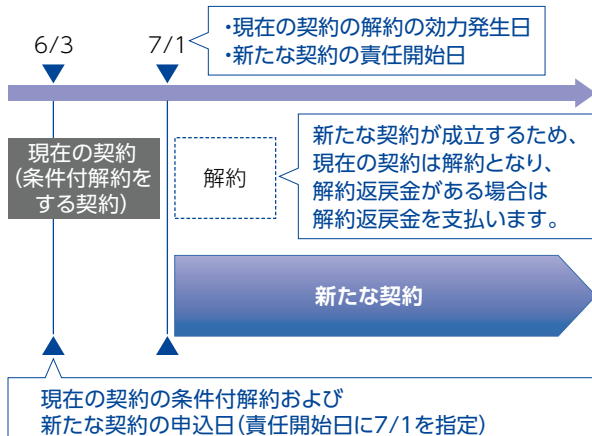 6/3
7/1
・現在の契約の解約の効力発生日
・新たな契約の責任開始日
現在の契約
(条件付解約を
する契約)
解約
新たな契約が成立するため、
現在の契約は解約となり、
解約返戻金がある場合は
解約返戻金を支払います。
新たな契約
現在の契約の条件付解約および
新たな契約の申込日(責任開始日に7/1を指定)